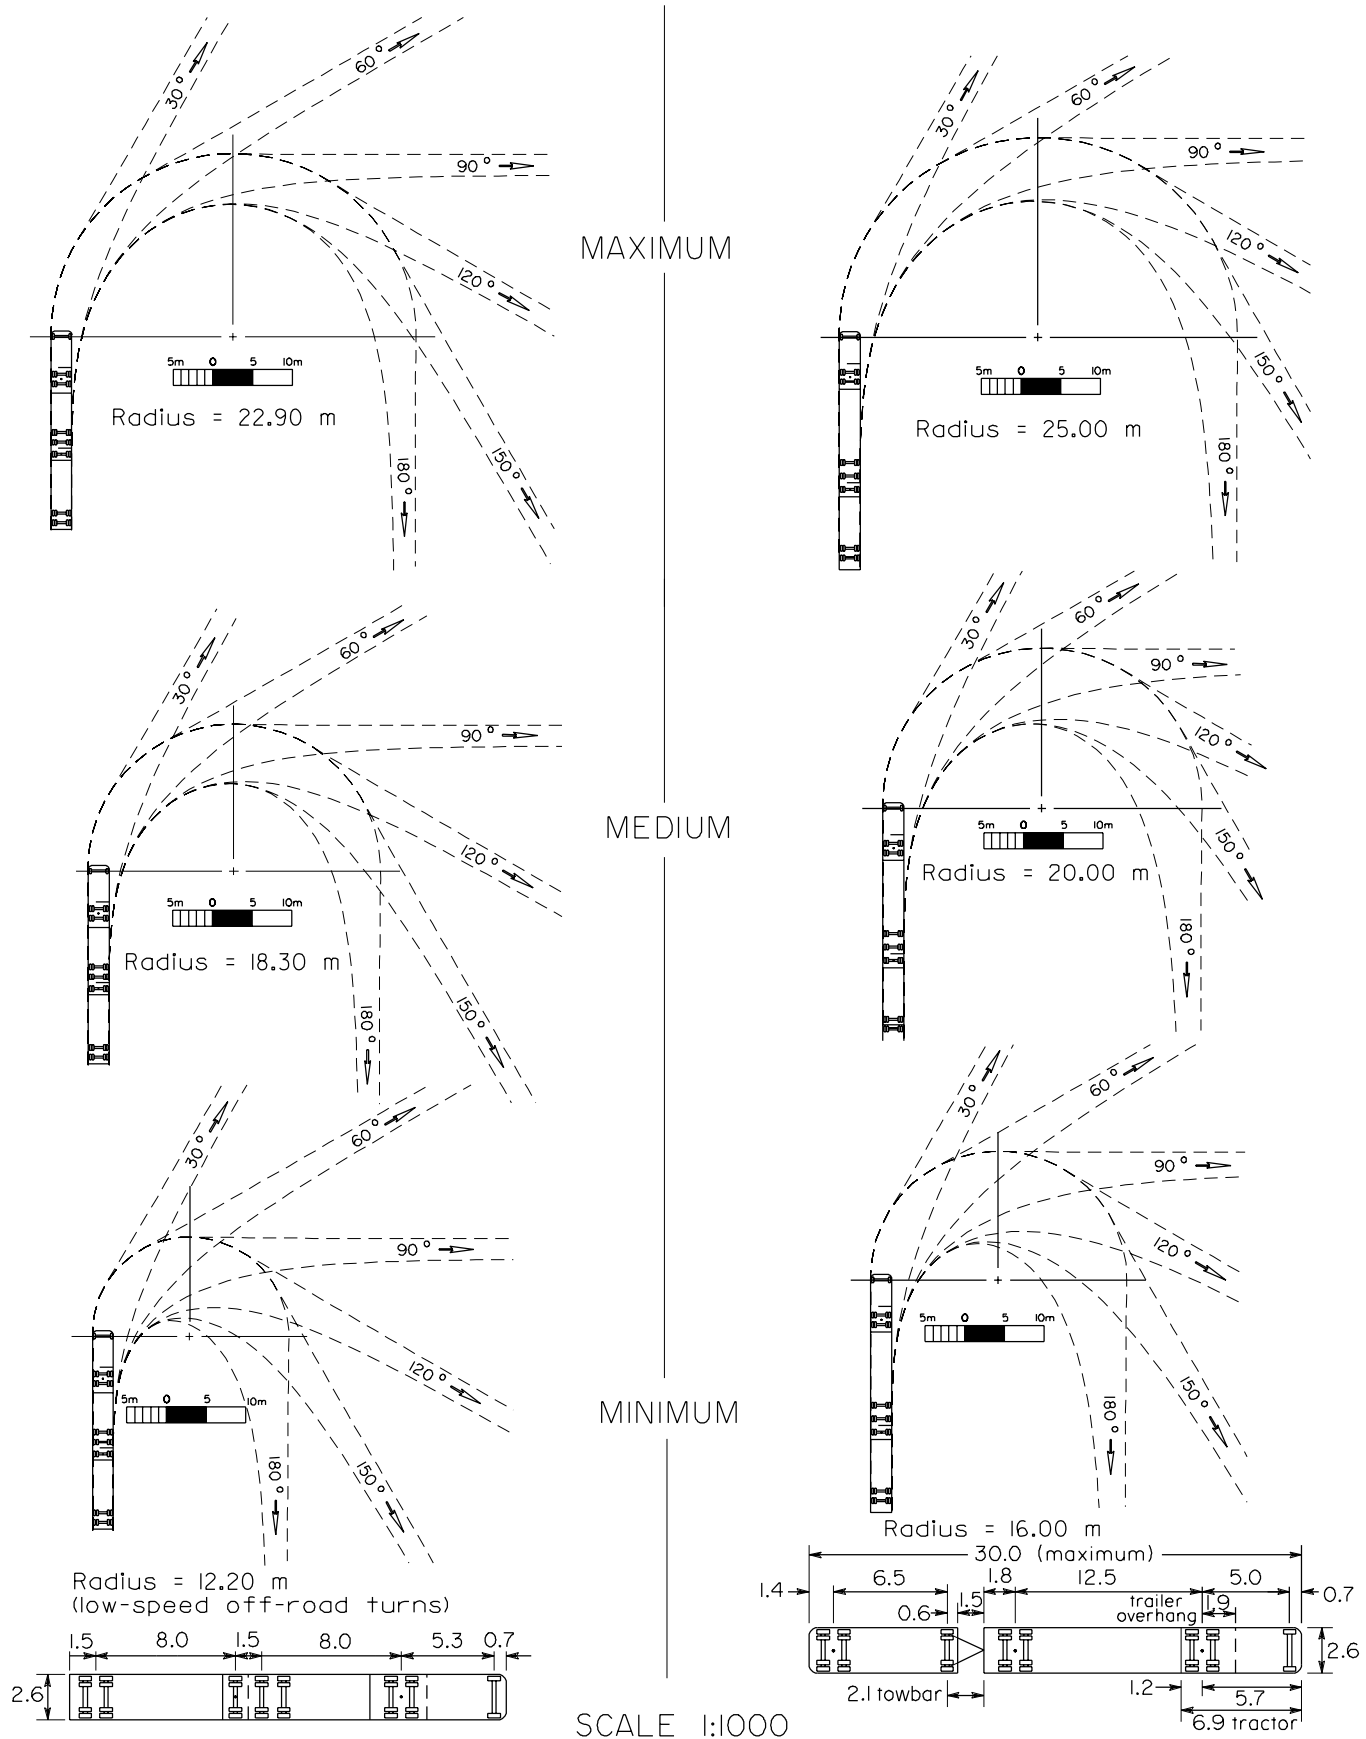 30°
60°
90°
120°
150°
180°
5m 0 5 10m
Radius = 22.90 m
MAXIMUM
30°
60°
90°
120°
150°
180°
5m 0 5 10m
Radius = 25.00 m
30°
60°
90°
120°
150°
180°
5m 0 5 10m
Radius = 18.30 m
MEDIUM
30°
60°
90°
120°
150°
180°
5m 0 5 10m
Radius = 20.00 m
30°
60°
90°
120°
150°
180°
5m 0 5 10m
Radius = 12.20 m
(low-speed off-road turns)
MINIMUM
30°
60°
90°
120°
150°
180°
5m 0 5 10m
Radius = 16.00 m
1.5 8.0 1.5 8.0 5.3 0.7
2.6
30.0 (maximum)
1.4 6.5 1.8 12.5 5.0 0.7
0.6 1.5 trailer 1.9
overhang
2.6
2.1 towbar 1.2 5.7
6.9 tractor
SCALE 1:1000